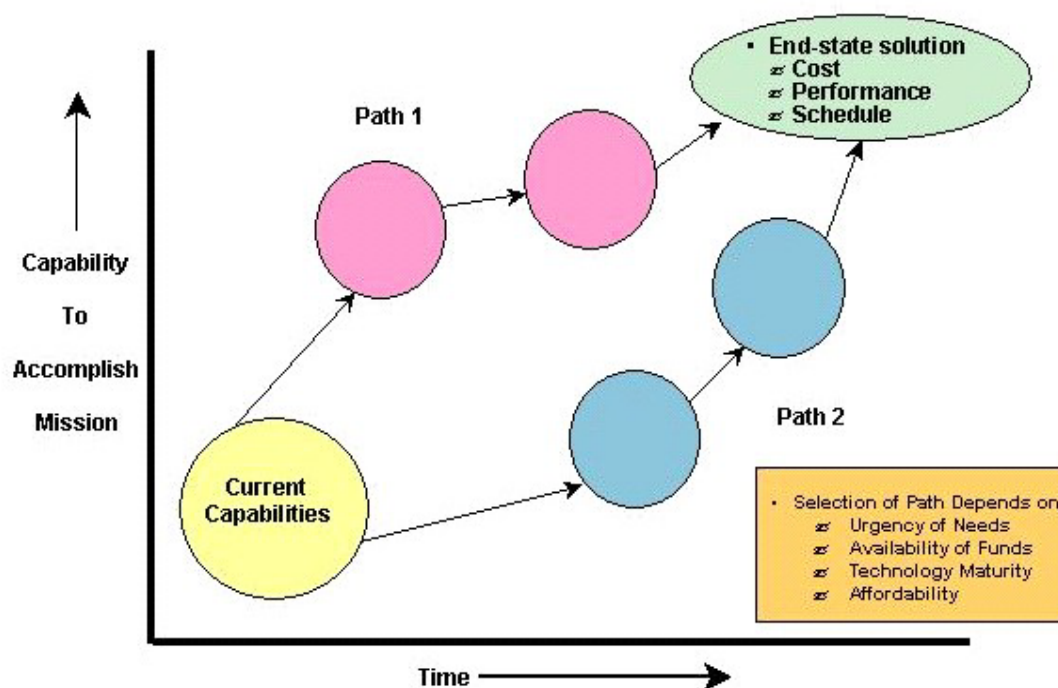 • End-state solution
Cost
Performance
Schedule
Path 1
Capability
To
Accomplish
Mission
Current
Capabilities
Path 2
• Selection of Path Depends on
Urgency of Needs
Availability of Funds
Technology Maturity
Affordability
Time